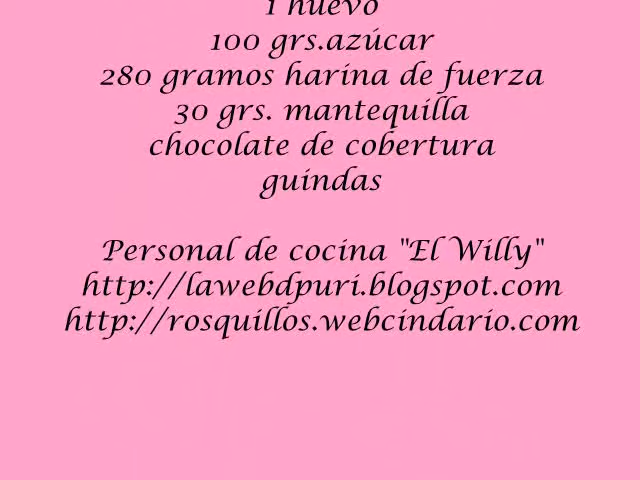 1 huevo
100 grs.azúcar
280 gramos harina de fuerza
30 grs. mantequilla
chocolate de cobertura
guindas
Personal de cocina "El Willy"
http://lawebdpuri.blogspot.com
http://rosquillos.webcindario.com